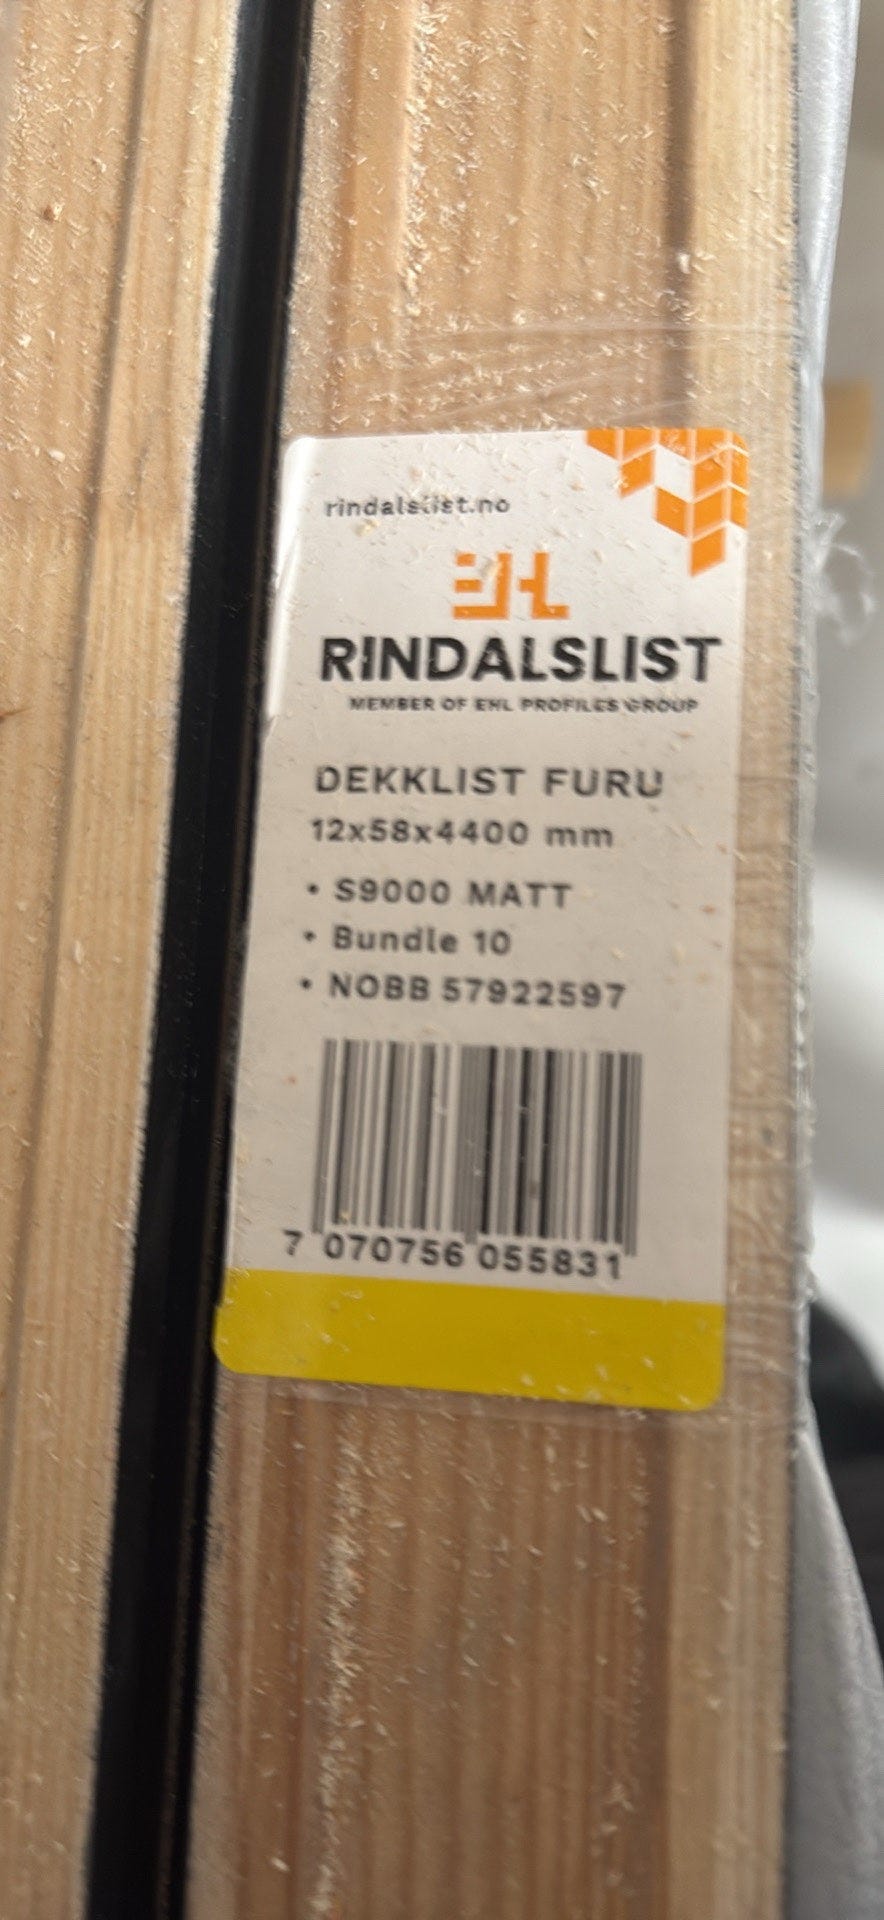 rindalslist.no
EHL
RINDALSLIST
MEMBER OF EHL PROFILES GROUP
DEKKLIST FURU
12x58x4400 mm
• S9000 MATT
• Bundle 10
• NOBB 57922597
7 070756 055831